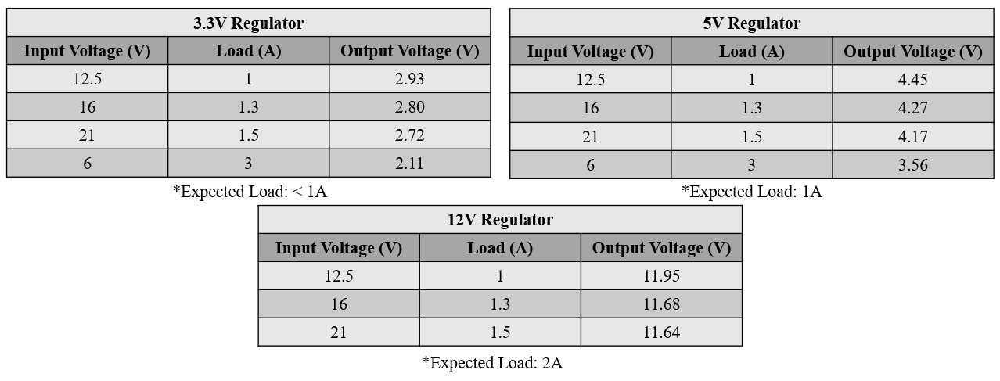 3.3V Regulator
Input Voltage (V) Load (A) Output Voltage (V)
12.5 1 2.93
16 1.3 2.80
21 1.5 2.72
6 3 2.11
*Expected Load: < 1A
5V Regulator
Input Voltage (V) Load (A) Output Voltage (V)
12.5 1 4.45
16 1.3 4.27
21 1.5 4.17
6 3 3.56
*Expected Load: 1A
12V Regulator
Input Voltage (V) Load (A) Output Voltage (V)
12.5 1 11.95
16 1.3 11.68
21 1.5 11.64
*Expected Load: 2A